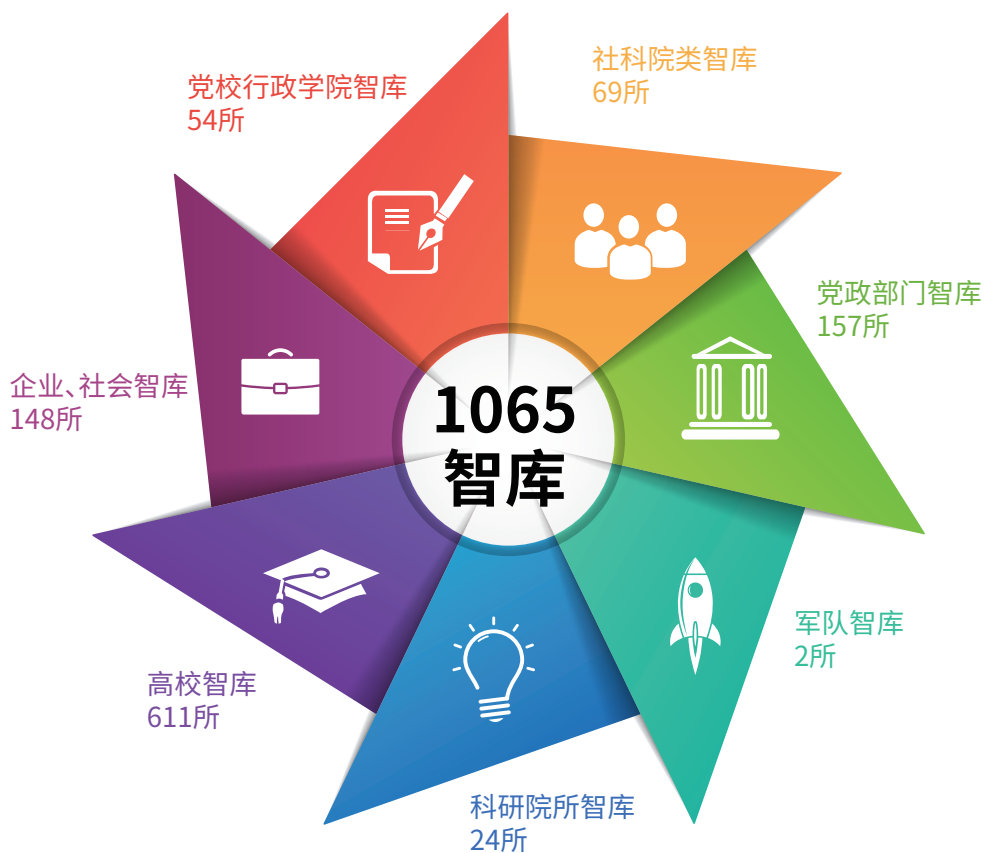 社科院类智库
69所
党校行政学院智库
54所
党政部门智库
157所
企业、社会智库
148所
1065
智库
军队智库
2所
高校智库
611所
科研院所智库
24所